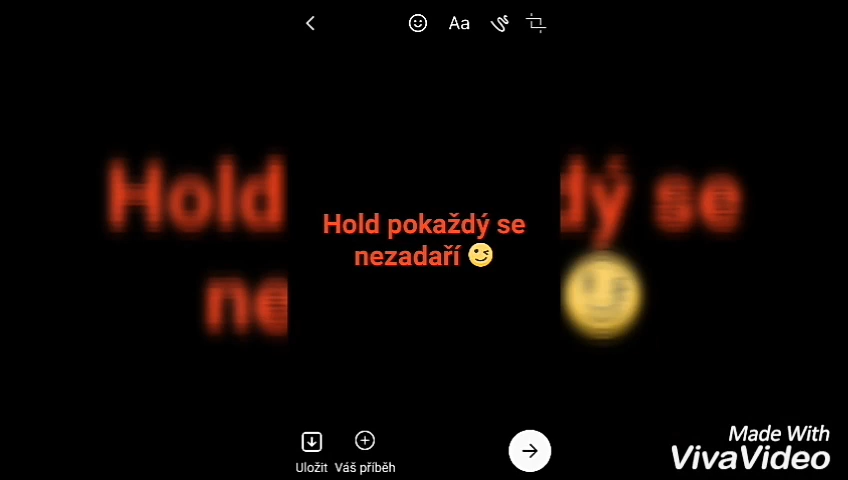 Aa
Hold pokaždý se
nezadaří 😉
Uložit Váš příběh
Made With
VivaVideo